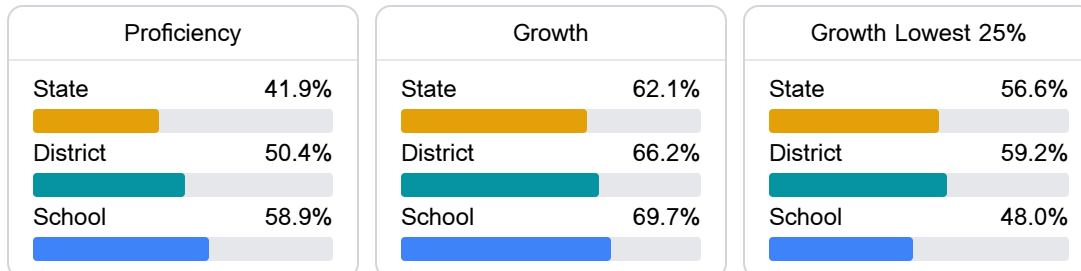 Proficiency
State 41.9%
District 50.4%
School 58.9%
Growth
State 62.1%
District 66.2%
School 69.7%
Growth Lowest 25%
State 56.6%
District 59.2%
School 48.0%